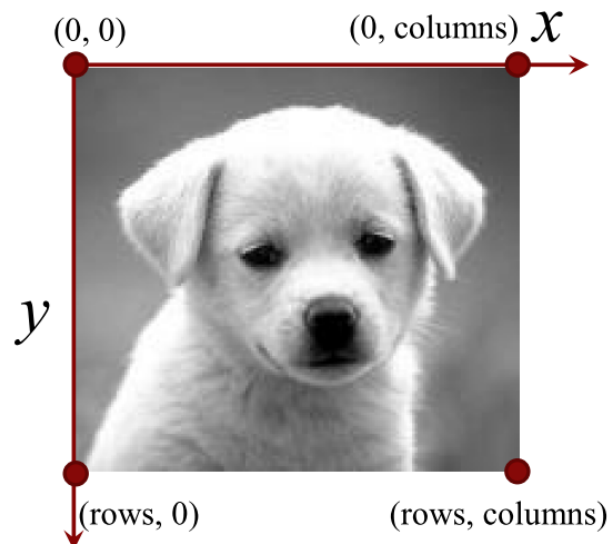 (0, 0)
(0, columns) x
y
(rows, 0)
(rows, columns)